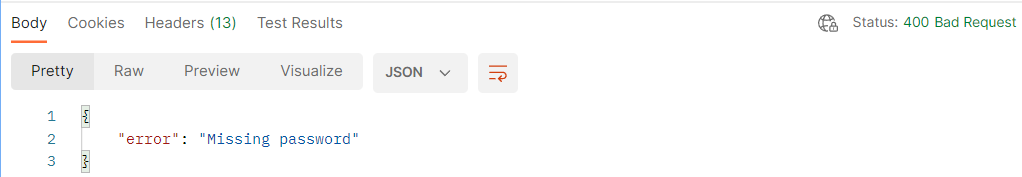 Body Cookies Headers (13) Test Results Status: 400 Bad Request
Pretty Raw Preview Visualize JSON
1 {
2 "error": "Missing password"
3 }